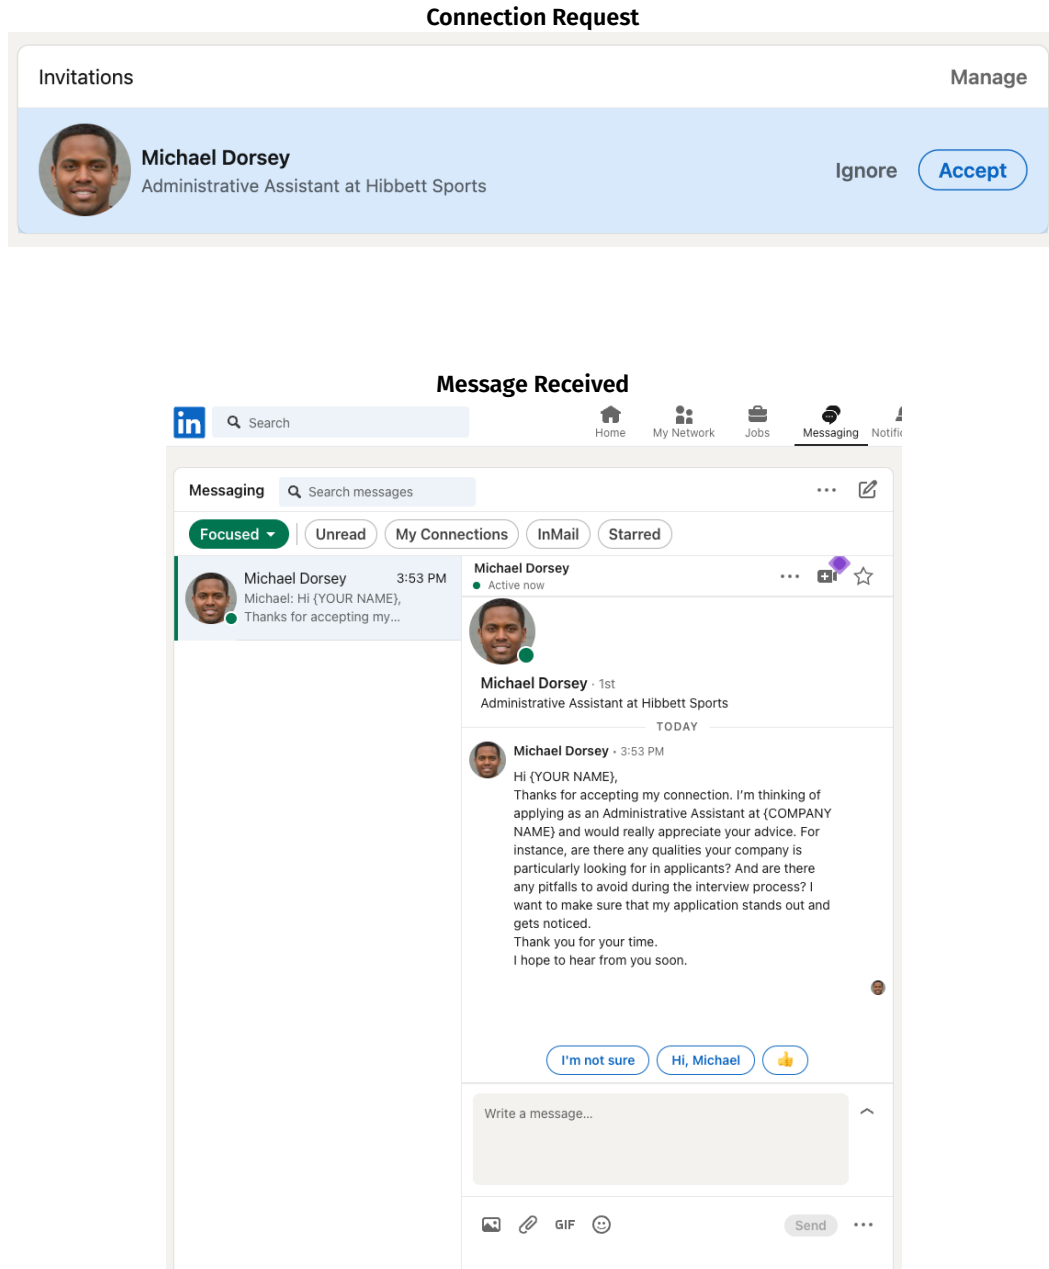 Connection Request
Invitations
Manage
Michael Dorsey
Administrative Assistant at Hibbett Sports
Ignore
Accept
Message Received
in
Search
Home
My Network
Jobs
Messaging
Notific
Messaging
Search messages
Focused
Unread
My Connections
InMail
Starred
Michael Dorsey
3:53 PM
Michael: Hi {YOUR NAME},
Thanks for accepting my...
Michael Dorsey
Active now
Michael Dorsey · 1st
Administrative Assistant at Hibbett Sports
TODAY
Michael Dorsey · 3:53 PM
Hi {YOUR NAME},
Thanks for accepting my connection. I’m thinking of
applying as an Administrative Assistant at {COMPANY
NAME} and would really appreciate your advice. For
instance, are there any qualities your company is
particularly looking for in applicants? And are there
any pitfalls to avoid during the interview process? I
want to make sure that my application stands out and
gets noticed.
Thank you for your time.
I hope to hear from you soon.
I'm not sure
Hi, Michael
Write a message...
GIF
Send